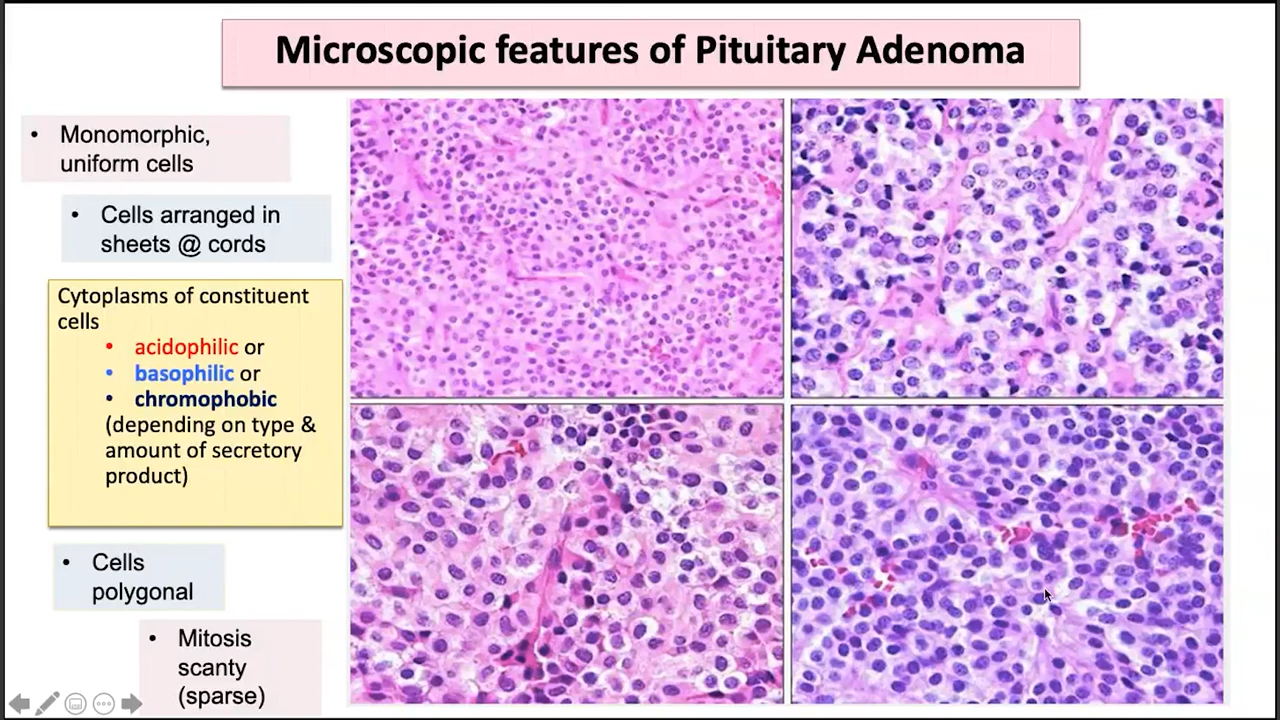 Microscopic features of Pituitary Adenoma
• Monomorphic,
uniform cells
• Cells arranged in
sheets @ cords
Cytoplasms of constituent
cells
• acidophilic or
• basophilic or
• chromophobic
(depending on type &
amount of secretory
product)
• Cells
polygonal
• Mitosis
scanty
(sparse)